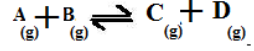 A(g) + B(g) ⇌ C(g) + D(g)